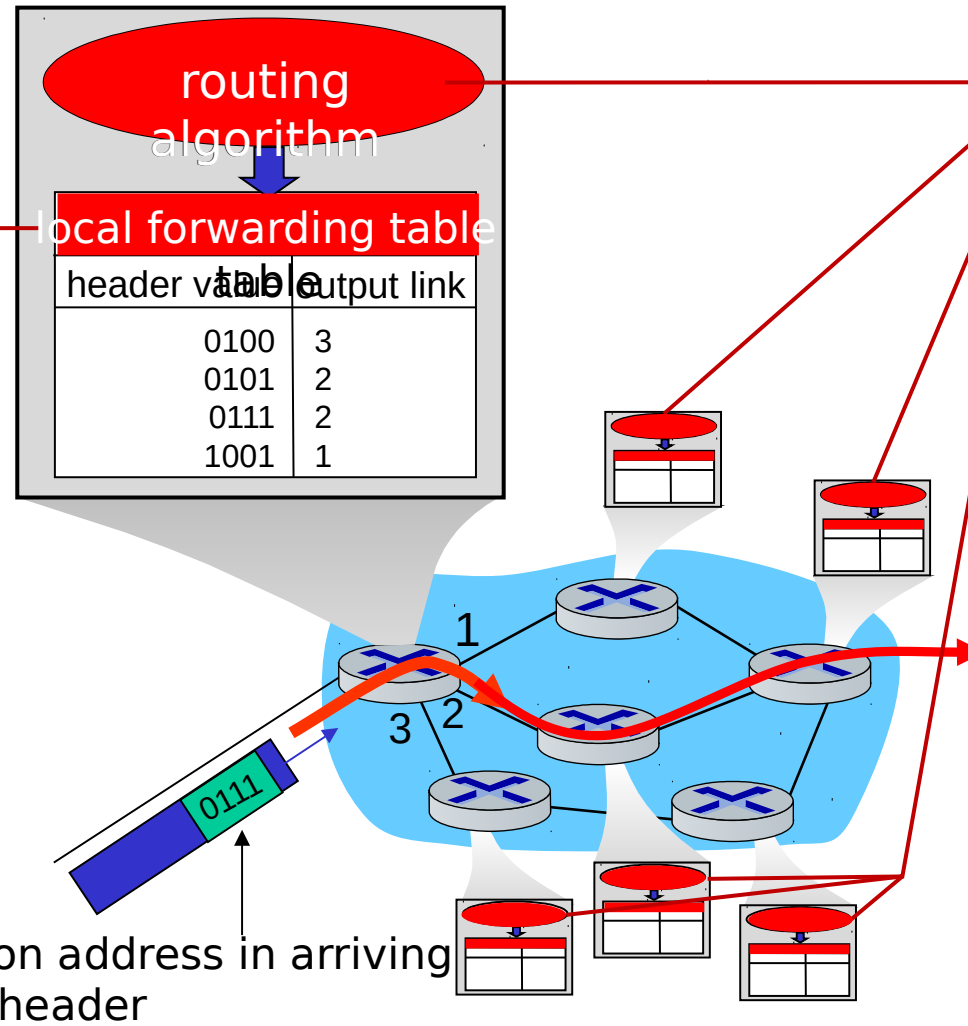 routing
algorithm
local forwarding table
table
header value output link
0100 3
0101 2
0111 2
1001 1
1
2
3
0111
on address in arriving
header